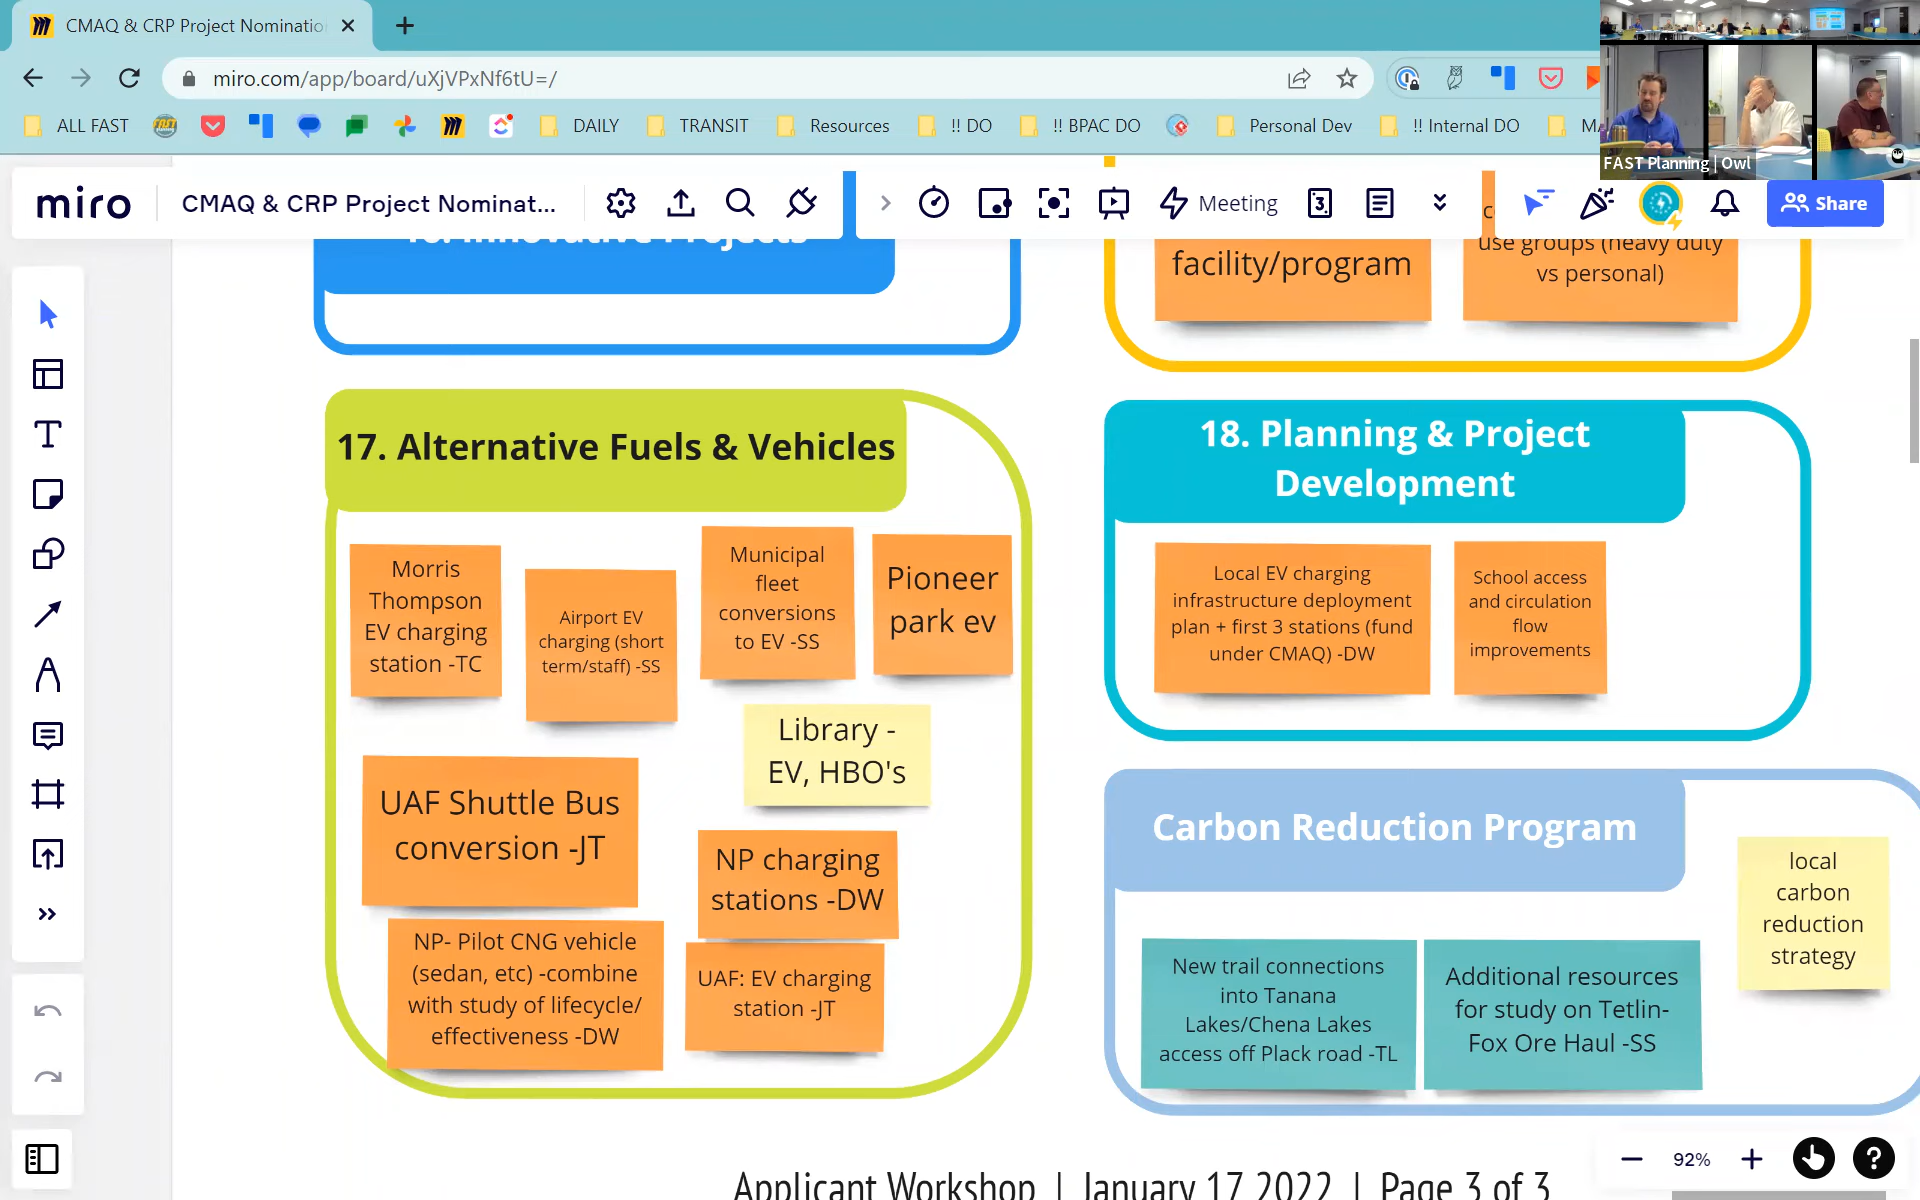 CMAQ & CRP Project Nominatio
miro.com/app/board/uXjVPxNf6tU=/
ALL FAST
DAILY
TRANSIT
Resources
!! DO
!! BPAC DO
Personal Dev
!! Internal DO
FAST Planning | Owl
miro
CMAQ & CRP Project Nominat...
3
Meeting
Share
Innovative Projects
facility/program
use groups (heavy duty
vs personal)
17. Alternative Fuels & Vehicles
Morris
Thompson
EV charging
station -TC
Airport EV
charging (short
term/staff) -SS
Municipal
fleet
conversions
to EV -SS
Pioneer
park ev
Library -
EV, HBO's
UAF Shuttle Bus
conversion -JT
NP charging
stations -DW
NP- Pilot CNG vehicle
(sedan, etc) -combine
with study of lifecycle/
effectiveness -DW
UAF: EV charging
station -JT
18. Planning & Project
Development
Local EV charging
infrastructure deployment
plan + first 3 stations (fund
under CMAQ) -DW
School access
and circulation
flow
improvements
Carbon Reduction Program
local
carbon
reduction
strategy
New trail connections
into Tanana
Lakes/Chena Lakes
access off Plack road -TL
Additional resources
for study on Tetlin-
Fox Ore Haul -SS
92%
Applicant Workshop | January 17 2022 | Page 3 of 3